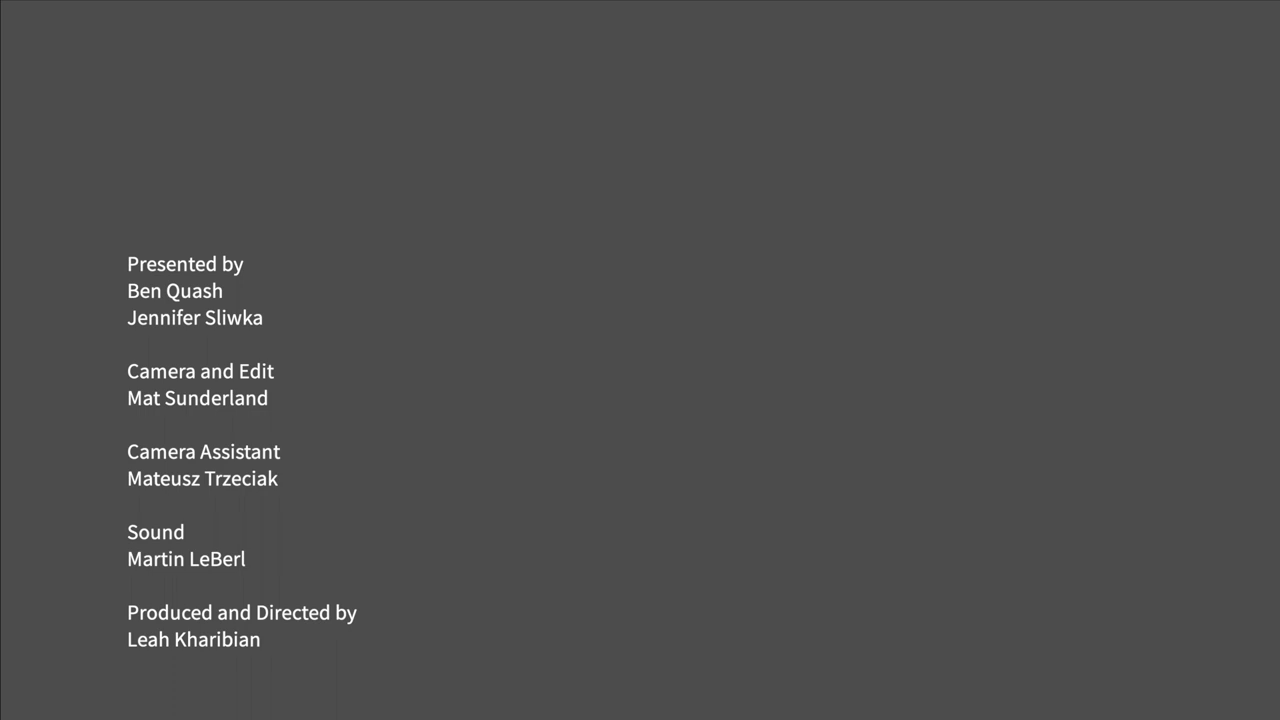 Presented by
Ben Quash
Jennifer Sliwka
Camera and Edit
Mat Sunderland
Camera Assistant
Mateusz Trzeciak
Sound
Martin LeBerl
Produced and Directed by
Leah Kharibian